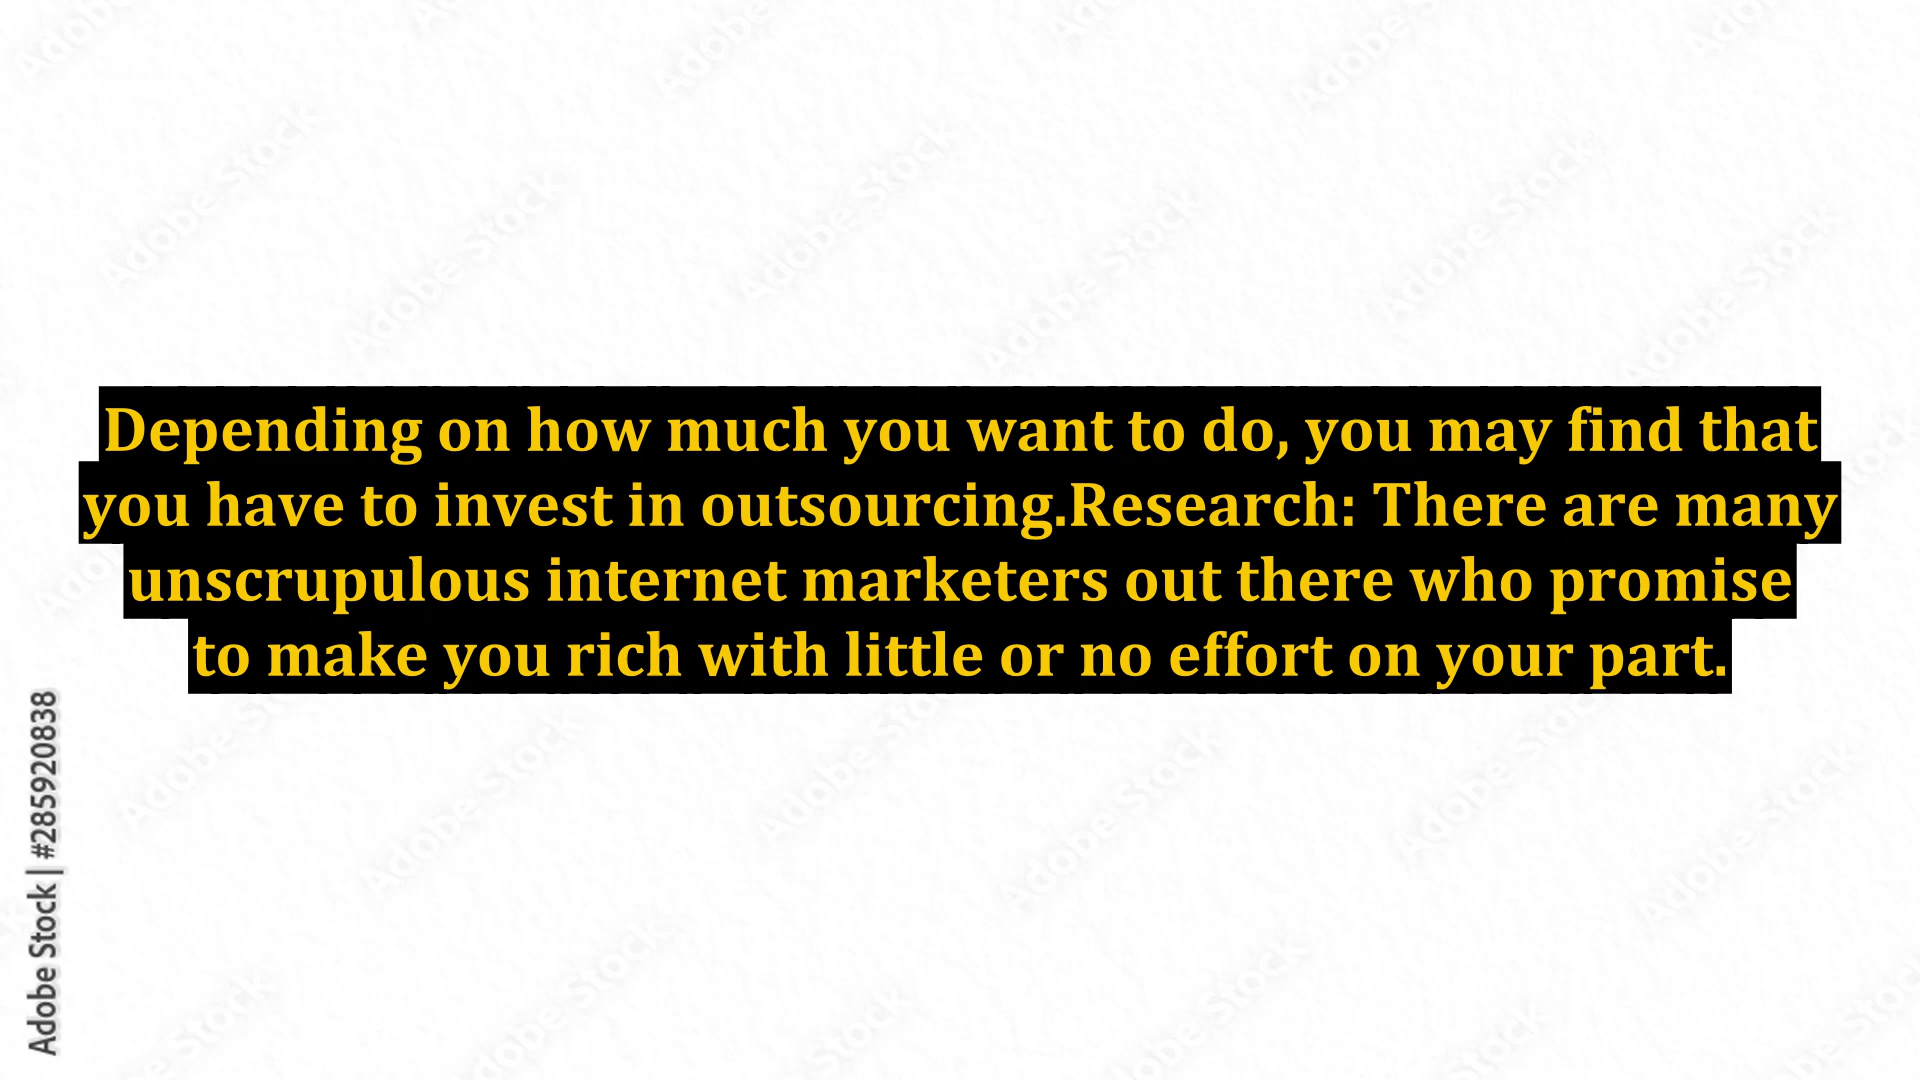 Depending on how much you want to do, you may find that
you have to invest in outsourcing.Research: There are many
unscrupulous internet marketers out there who promise
to make you rich with little or no effort on your part.
Adobe Stock | #285920838